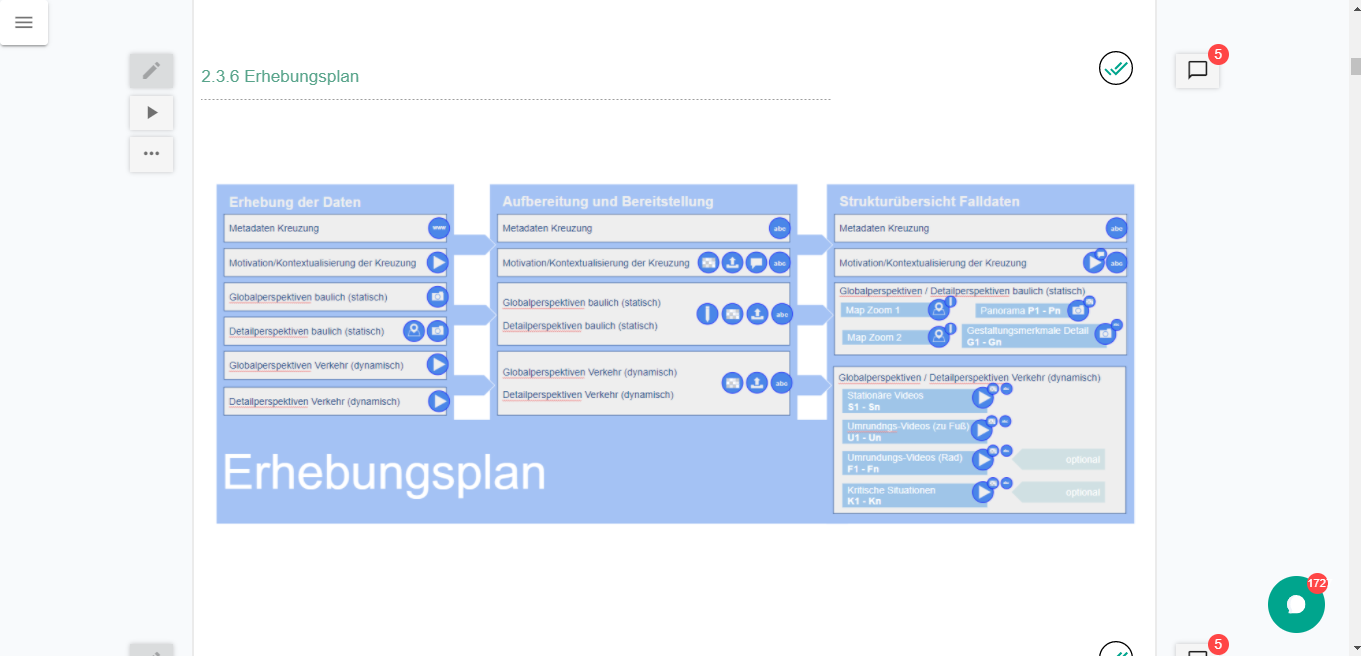 5
2.3.6 Erhebungsplan
Erhebung der Daten
Metadaten Kreuzung
www
Motivation/Kontextualisierung der Kreuzung
Globalperspektiven baulich (statisch)
Detailperspektiven baulich (statisch)
Globalperspektiven Verkehr (dynamisch)
Detailperspektiven Verkehr (dynamisch)
Aufbereitung und Bereitstellung
Metadaten Kreuzung
abc
Motivation/Kontextualisierung der Kreuzung
abc
Globalperspektiven baulich (statisch)
Detailperspektiven baulich (statisch)
abc
Globalperspektiven Verkehr (dynamisch)
Detailperspektiven Verkehr (dynamisch)
abc
Strukturübersicht Falldaten
Metadaten Kreuzung
abc
Motivation/Kontextualisierung der Kreuzung
abc
Globalperspektiven / Detailperspektiven baulich (statisch)
Map Zoom 1
Panorama P1 - Pn
Map Zoom 2
Gestaltungsmerkmale Detail
G1 - Gn
Globalperspektiven / Detailperspektiven Verkehr (dynamisch)
Stationäre Videos
S1 - Sn
Umrundngs-Videos (zu Fuß)
U1 - Un
Umrundungs-Videos (Rad)
F1 - Fn
optional
Kritische Situationen
K1 - Kn
optional
Erhebungsplan
172
5